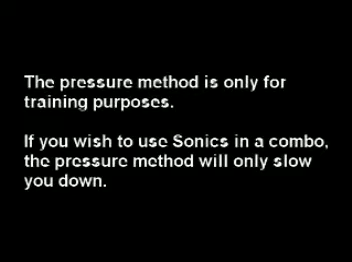 The pressure method is only for
training purposes.
If you wish to use Sonics in a combo,
the pressure method will only slow
you down.